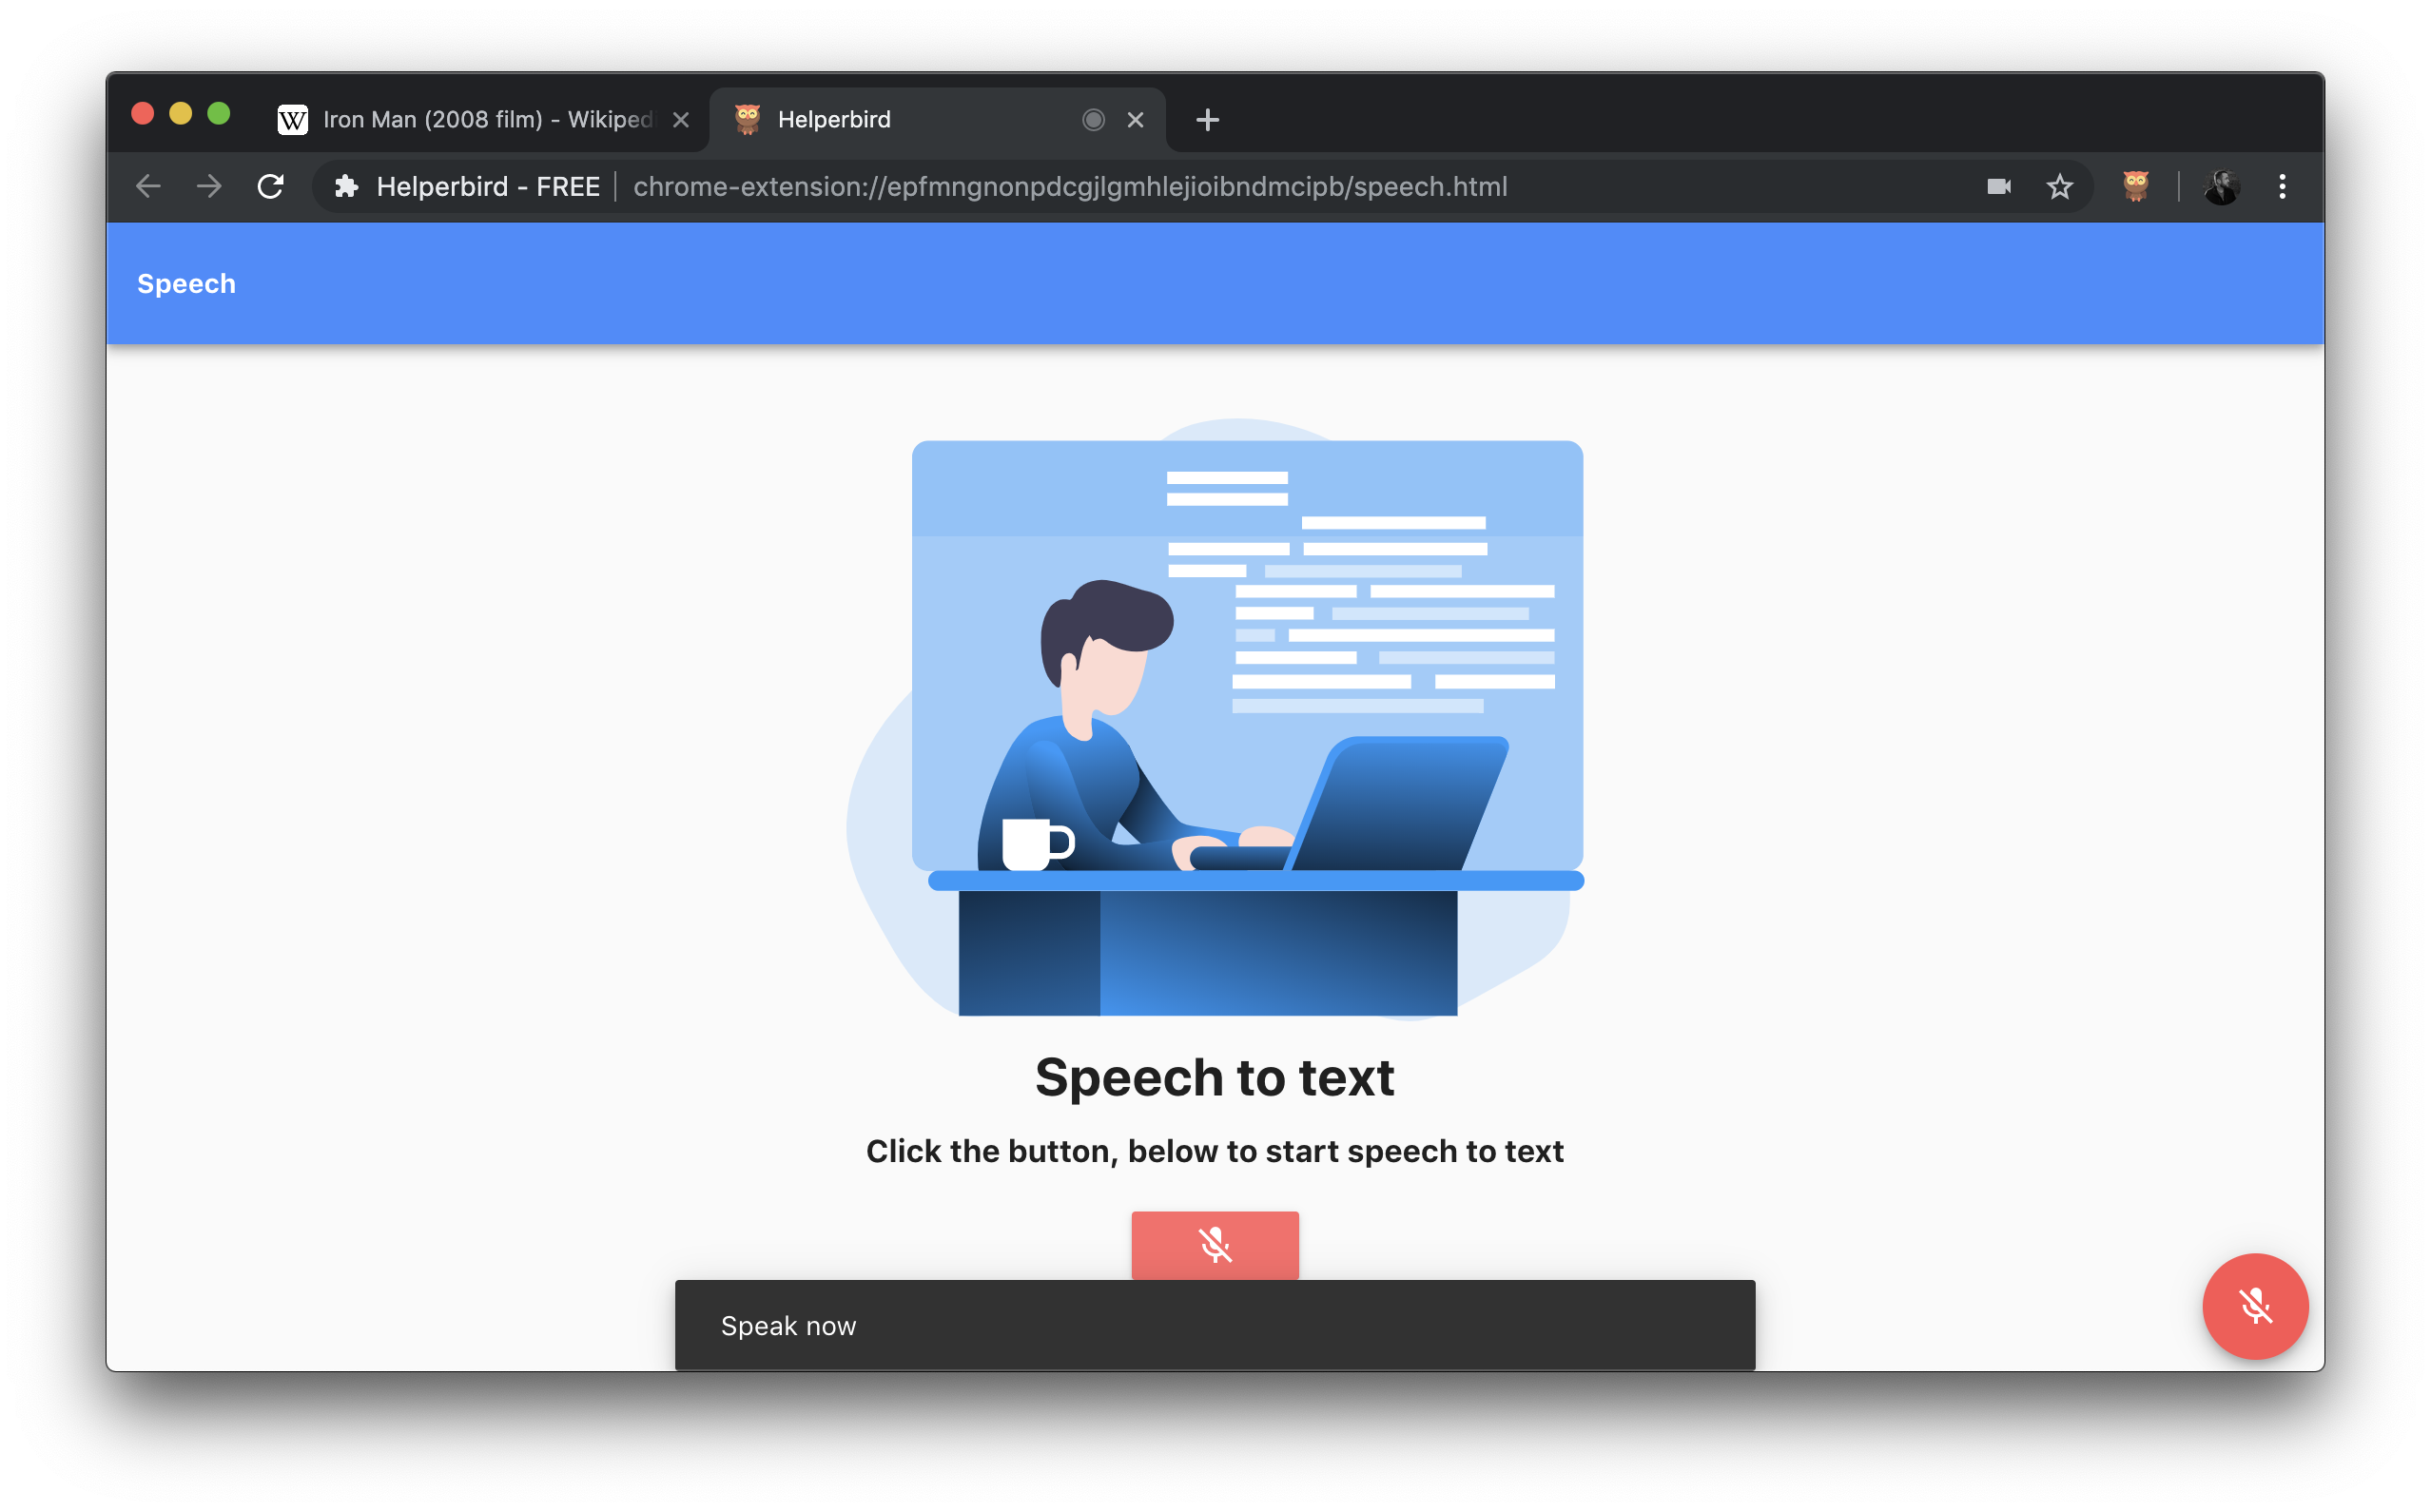 W Iron Man (2008 film) - Wikiped
Helperbird
Helperbird - FREE
chrome-extension://epfmngnonpdcgjlgmhlejioibndmcipb/speech.html
Speech
Speech to text
Click the button, below to start speech to text
Speak now